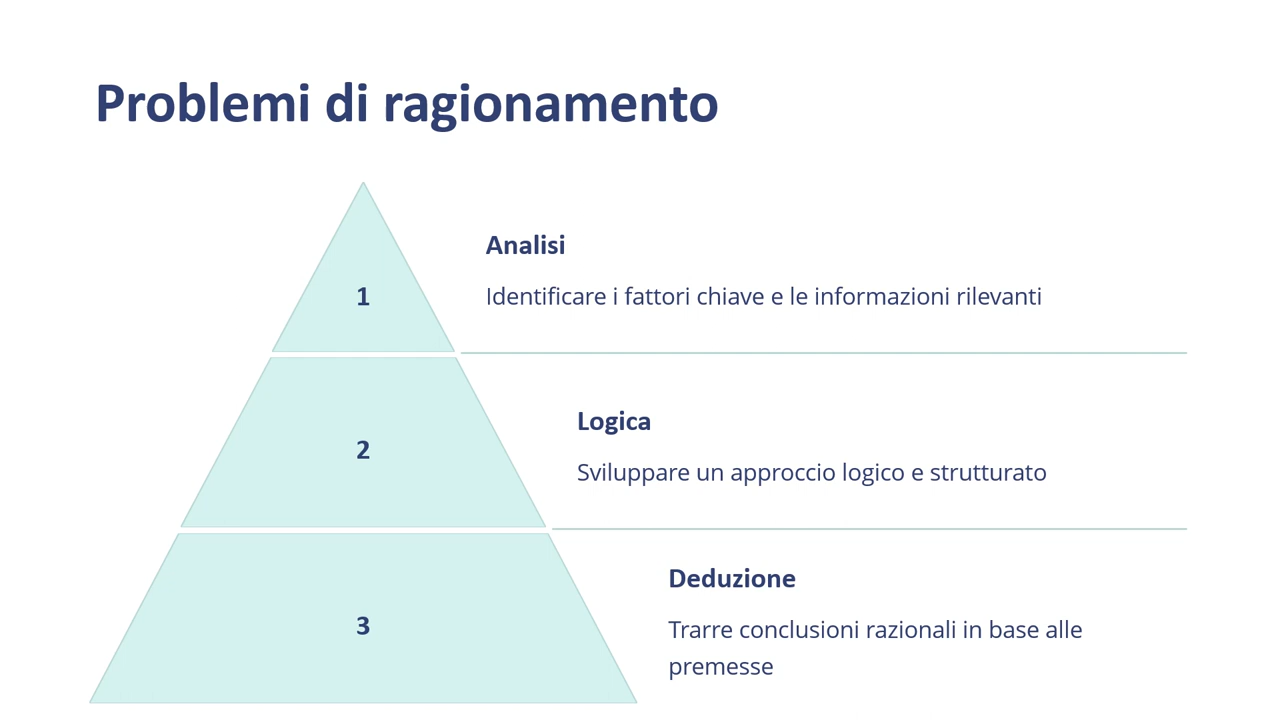 Problemi di ragionamento
1
Analisi
Identificare i fattori chiave e le informazioni rilevanti
2
Logica
Sviluppare un approccio logico e strutturato
3
Deduzione
Trarre conclusioni razionali in base alle
premesse